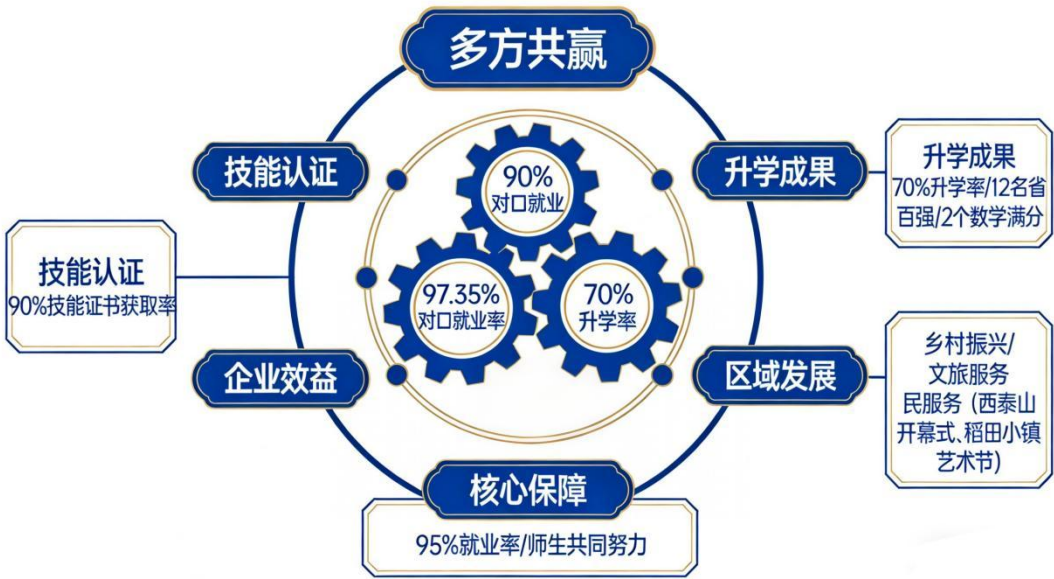 多方共赢
技能认证
升学成果
升学成果
70%升学率/12名省
百强/2个数学满分
90%
对口就业
技能认证
90%技能证书获取率
97.35%
对口就业率
70%
升学率
企业效益
区域发展
乡村振兴/
文旅服务
民服务（西泰山
开幕式、稻田小镇
艺术节）
核心保障
95%就业率/师生共同努力